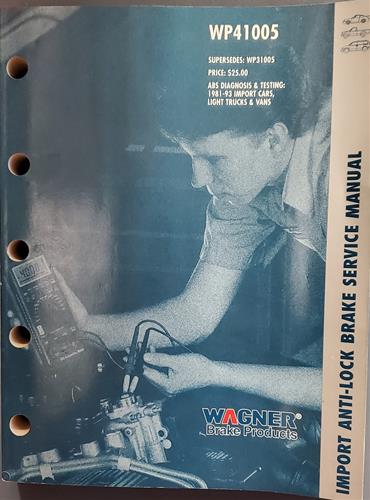 WP41005
SUPERSEDES: WP31005
PRICE: $25.00
ABS DIAGNOSIS & TESTING:
1981-93 IMPORT CARS,
LIGHT TRUCKS & VANS
IMPORT ANTI-LOCK BRAKE SERVICE MANUAL
WAGNER®
Brake Products